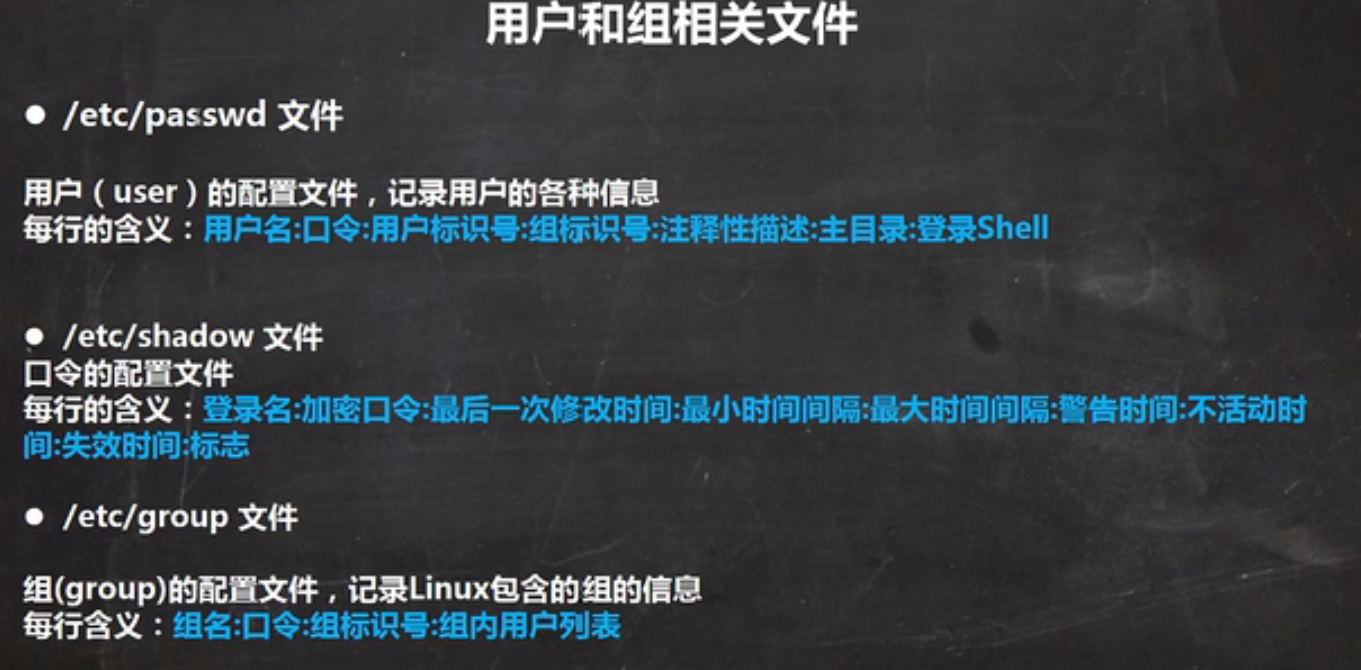 用户和组相关文件
● /etc/passwd 文件
用户（user）的配置文件，记录用户的各种信息
每行的含义：用户名:口令:用户标识号:组标识号:注释性描述:主目录:登录Shell
● /etc/shadow 文件
口令的配置文件
每行的含义：登录名:加密口令:最后一次修改时间:最小时间间隔:最大时间间隔:警告时间:不活动时
间:失效时间:标志
● /etc/group 文件
组(group)的配置文件，记录Linux包含的组的信息
每行含义：组名:口令:组标识号:组内用户列表